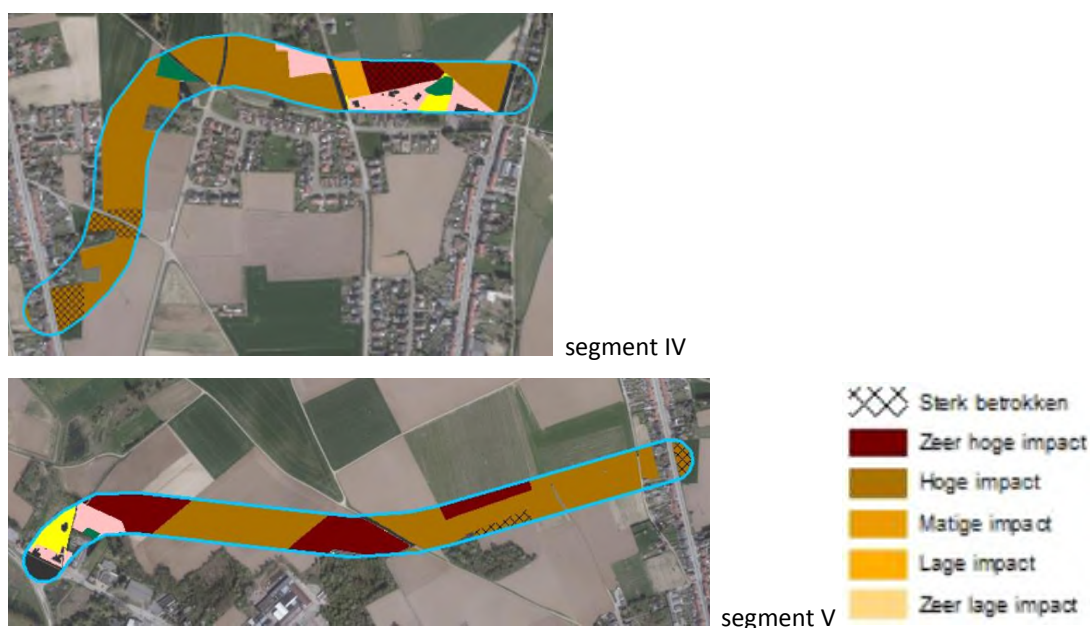 segment IV
segment V
Sterk betrokken
Zeer hoge impact
Hoge impact
Matige impact
Lage impact
Zeer lage impact